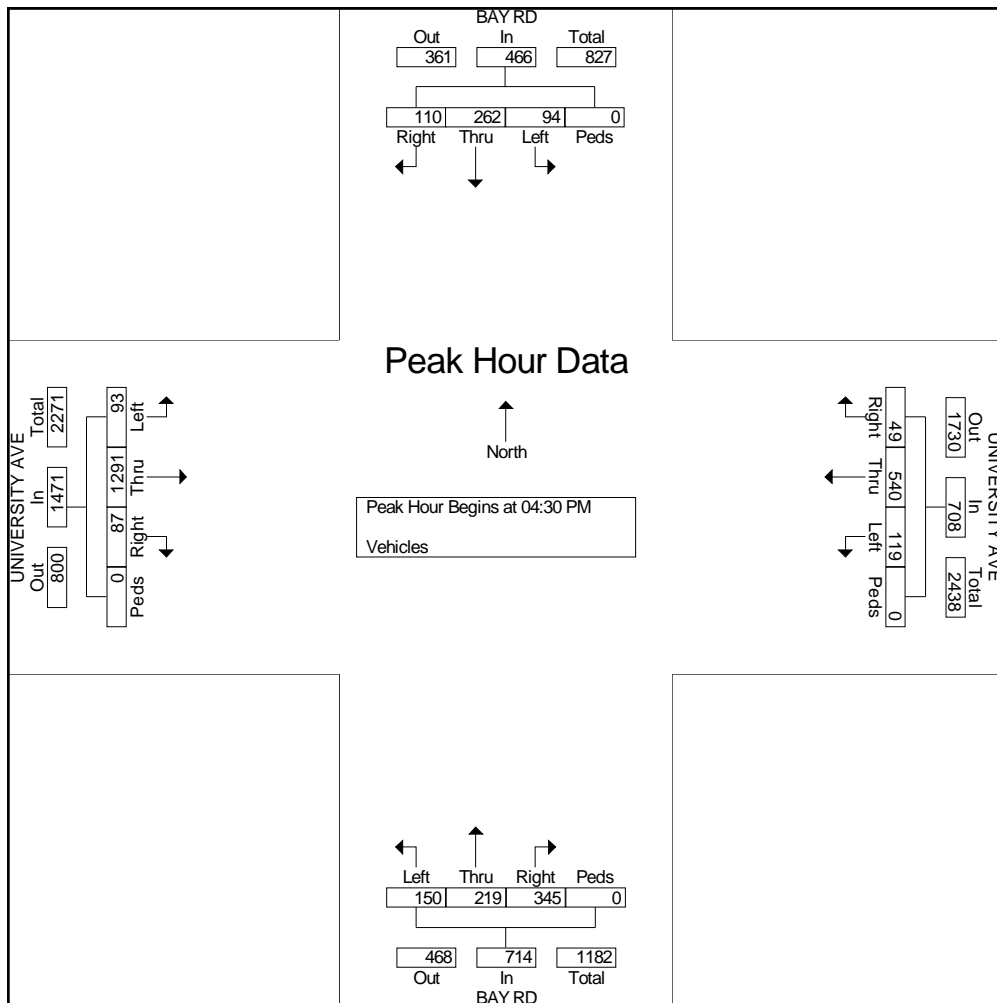 BAY RD
Out In Total
361 466 827
110 262 94 0
Right Thru Left Peds
Peak Hour Data
North
Peak Hour Begins at 04:30 PM
Vehicles
UNIVERSITY AVE
Total In Out
2271 1471 800
93 1291 87 0
Left Thru Right Peds
UNIVERSITY AVE
Out In Total
1730 708 2438
49 540 119 0
Right Thru Left Peds
Left Thru Right Peds
150 219 345 0
468 714 1182
Out In Total
BAY RD